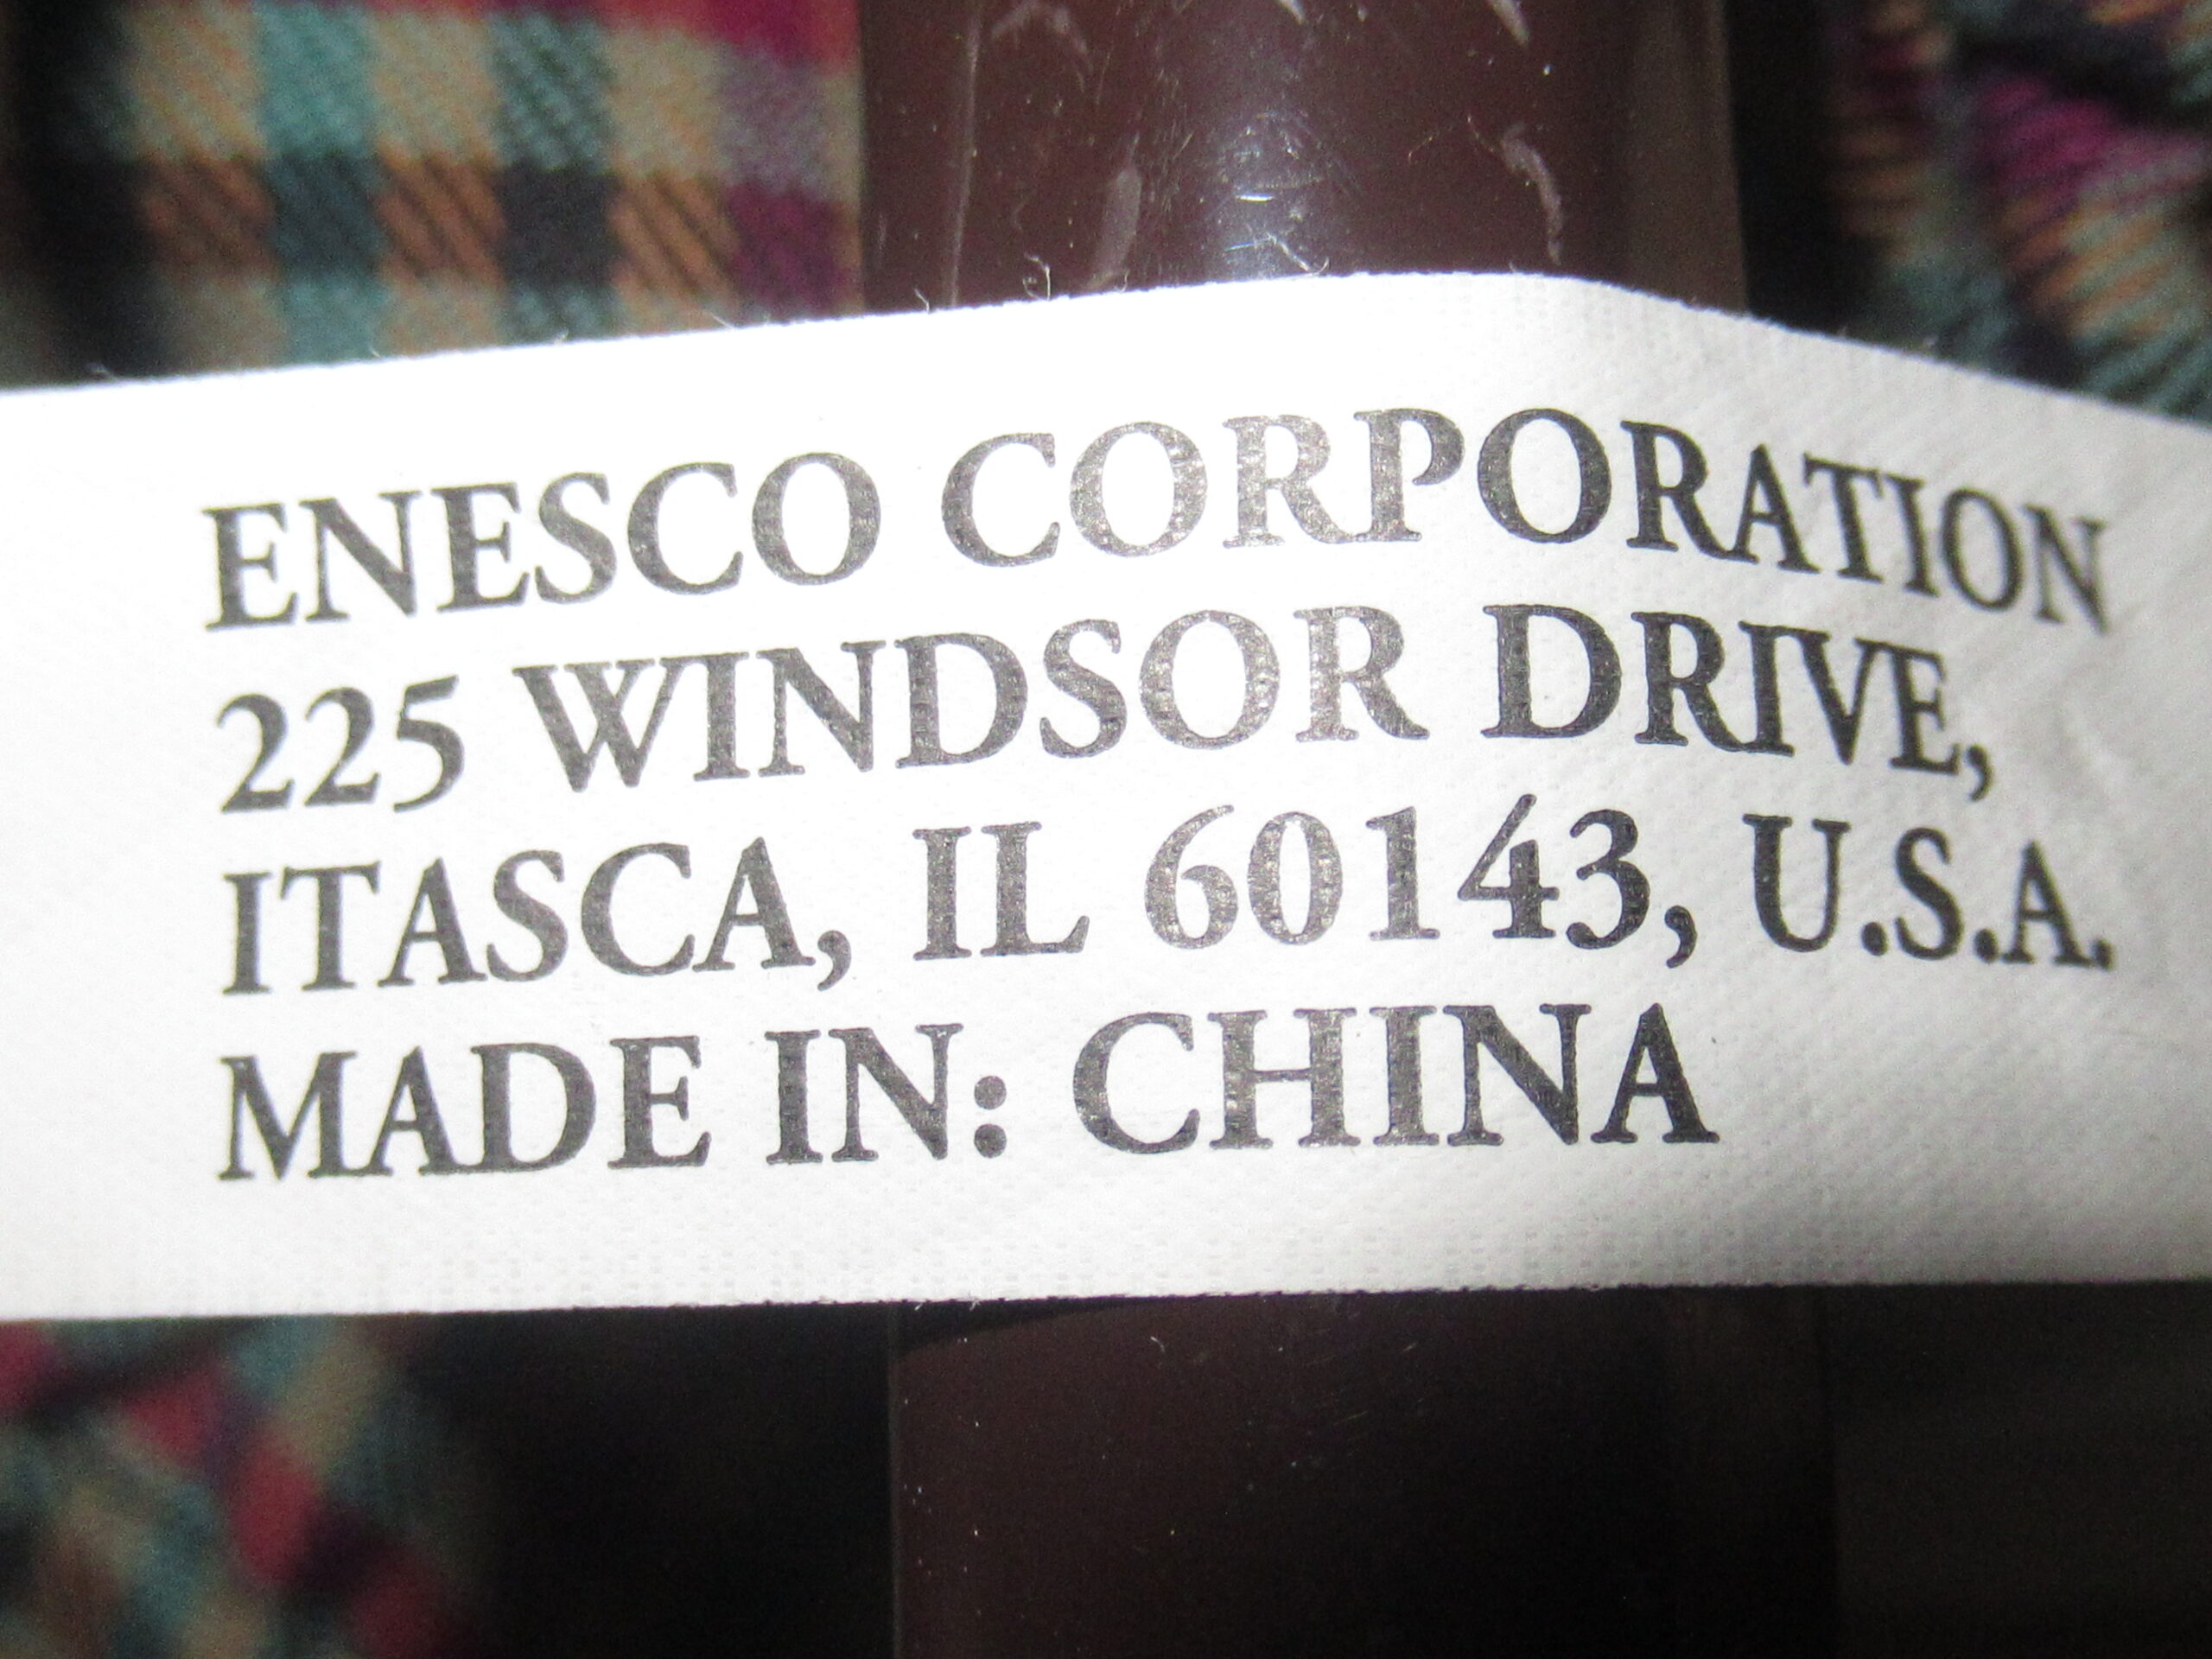 ENESCO CORPORATION
225 WINDSOR DRIVE,
ITASCA, IL 60143, U.S.A.
MADE IN: CHINA